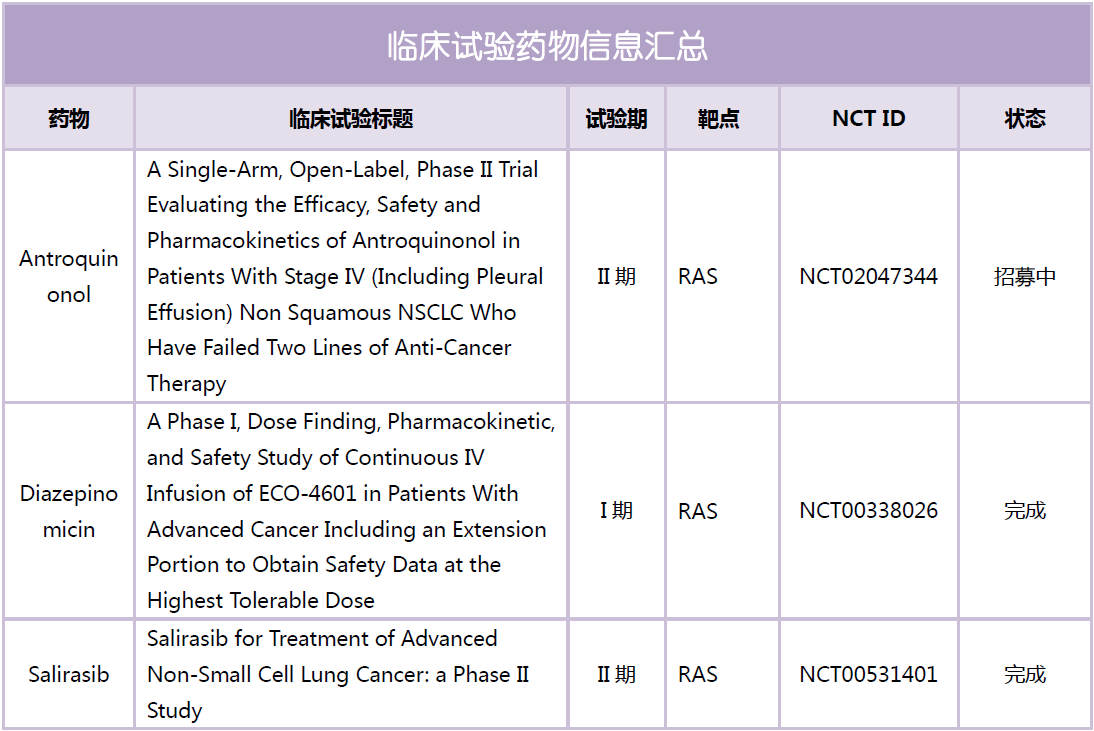 临床试验药物信息汇总
药物 临床试验标题 试验期 靶点 NCT ID 状态
Antroquin
onol
A Single-Arm, Open-Label, Phase II Trial
Evaluating the Efficacy, Safety and
Pharmacokinetics of Antroquinonol in
Patients With Stage IV (Including Pleural
Effusion) Non Squamous NSCLC Who
Have Failed Two Lines of Anti-Cancer
Therapy
II 期
RAS
NCT02047344
招募中
Diazepino
micin
A Phase I, Dose Finding, Pharmacokinetic,
and Safety Study of Continuous IV
Infusion of ECO-4601 in Patients With
Advanced Cancer Including an Extension
Portion to Obtain Safety Data at the
Highest Tolerable Dose
I 期
RAS
NCT00338026
完成
Salirasib
Salirasib for Treatment of Advanced
Non-Small Cell Lung Cancer: a Phase II
Study
II 期
RAS
NCT00531401
完成